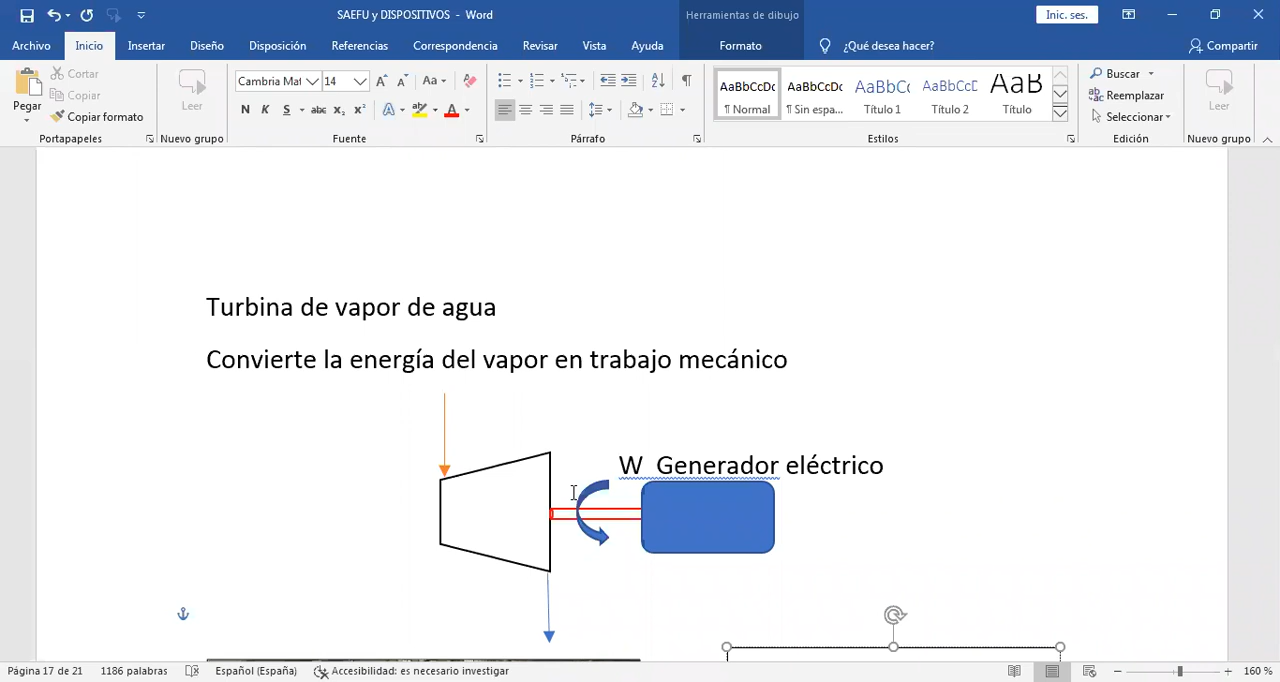 SAEFU y DISPOSITIVOS - Word
Herramientas de dibujo
Inic. ses.
Archivo Inicio Insertar Diseño Disposición Referencias Correspondencia Revisar Vista Ayuda Formato ¿Qué desea hacer? Compartir
Pegar
Cortar
Copiar
Copiar formato
Portapapeles
Leer
Nuevo grupo
Cambria Mat 14
A A Aa
N K S abc x₂ x² A A
Fuente
Párrafo
AaBbCcDc AaBbCcDc AaBbCc AaBbCcC AaB
¶ Normal ¶ Sin espa... Título 1 Título 2 Título
Estilos
Buscar
Reemplazar
Seleccionar
Edición
Leer
Nuevo grupo
Turbina de vapor de agua
Convierte la energía del vapor en trabajo mecánico
W Generador eléctrico
Página 17 de 21 1186 palabras Español (España) Accesibilidad: es necesario investigar 160 %